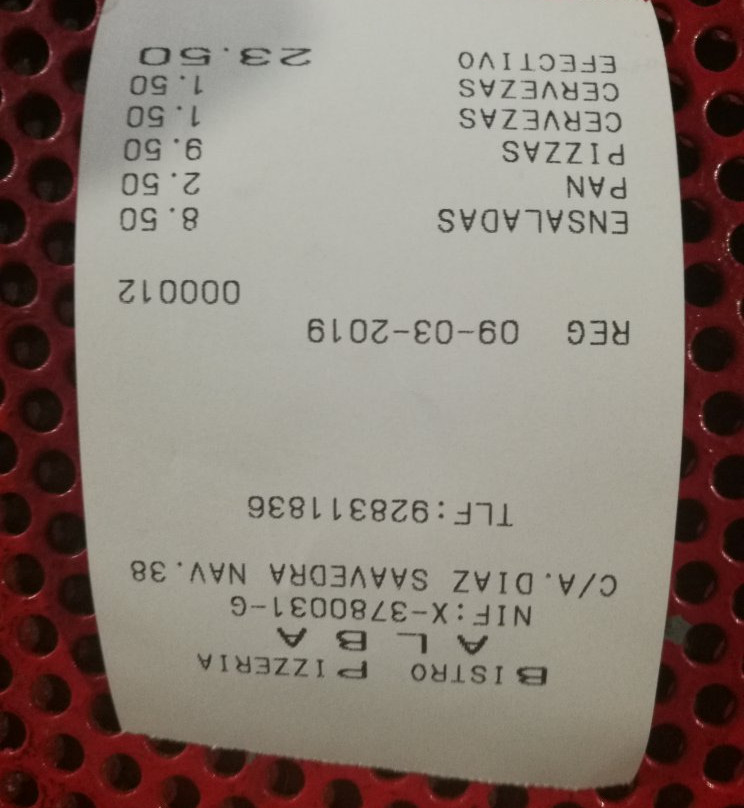 BISTRO PIZZERIA
ALBA
NIF:X-3780031-G
C/A.DIAZ SAAVEDRA NAV.38
TLF:928311836
REG 09-03-2019
000012
ENSALADAS 8.50
PAN 2.50
PIZZAS 9.50
CERVEZAS 1.50
CERVEZAS 1.50
EFECTIVO 23.50